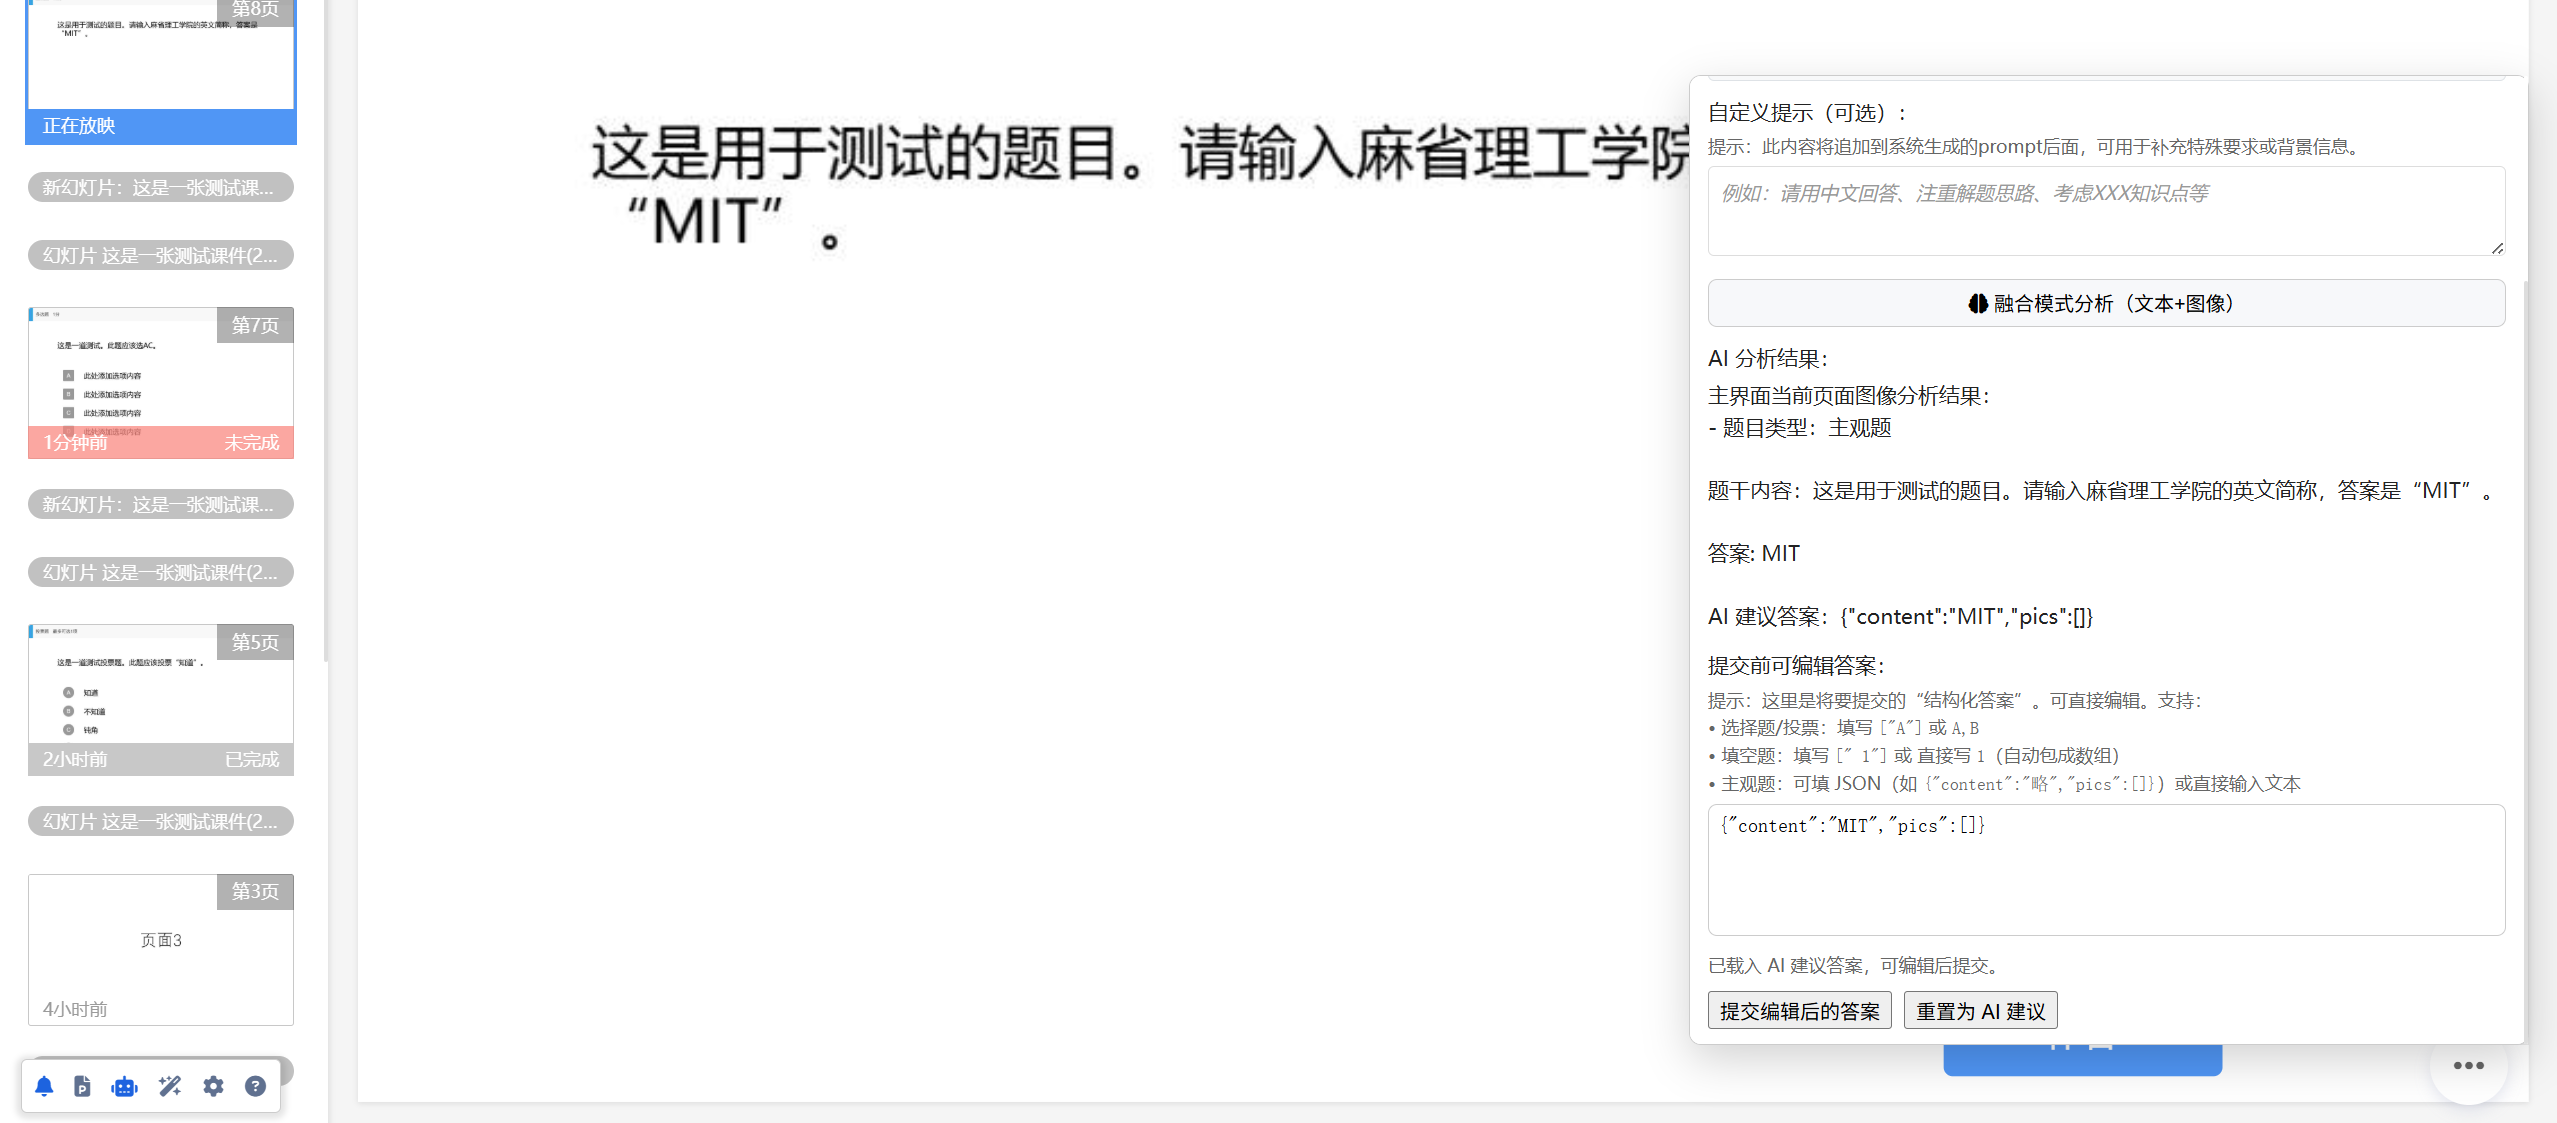 第8页
这是用于测试的题目。请输入麻省理工学院的英文简称，答案是
“MIT”。
正在放映
新幻灯片：这是一张测试课...
幻灯片 这是一张测试课件(2...
第7页
这是一道测试。此题应该选AC。
A 此处添加选项内容
B 此处添加选项内容
C 此处添加选项内容
此处添加选项内容
1分钟前 未完成
新幻灯片：这是一张测试课...
幻灯片 这是一张测试课件(2...
第5页
这是一道测试投票题。此题应该投票“知道”。
A 知道
B 不知道
C 钝角
2小时前 已完成
幻灯片 这是一张测试课件(2...
第3页
页面3
4小时前
这是用于测试的题目。请输入麻省理工学院
“MIT”。
自定义提示（可选）：
提示：此内容将追加到系统生成的prompt后面，可用于补充特殊要求或背景信息。
例如：请用中文回答、注重解题思路、考虑XXX知识点等
融合模式分析（文本+图像）
AI 分析结果：
主界面当前页面图像分析结果：
- 题目类型：主观题
题干内容：这是用于测试的题目。请输入麻省理工学院的英文简称，答案是“MIT”。
答案: MIT
AI 建议答案：{"content":"MIT","pics":[]}
提交前可编辑答案：
提示：这里是将要提交的“结构化答案”。可直接编辑。支持：
• 选择题/投票：填写 ["A"] 或 A,B
• 填空题：填写 [" 1"] 或 直接写 1（自动包成数组）
• 主观题：可填 JSON（如 {"content":"略","pics":[]}）或直接输入文本
{"content":"MIT","pics":[]}
已载入 AI 建议答案，可编辑后提交。
提交编辑后的答案 重置为 AI 建议